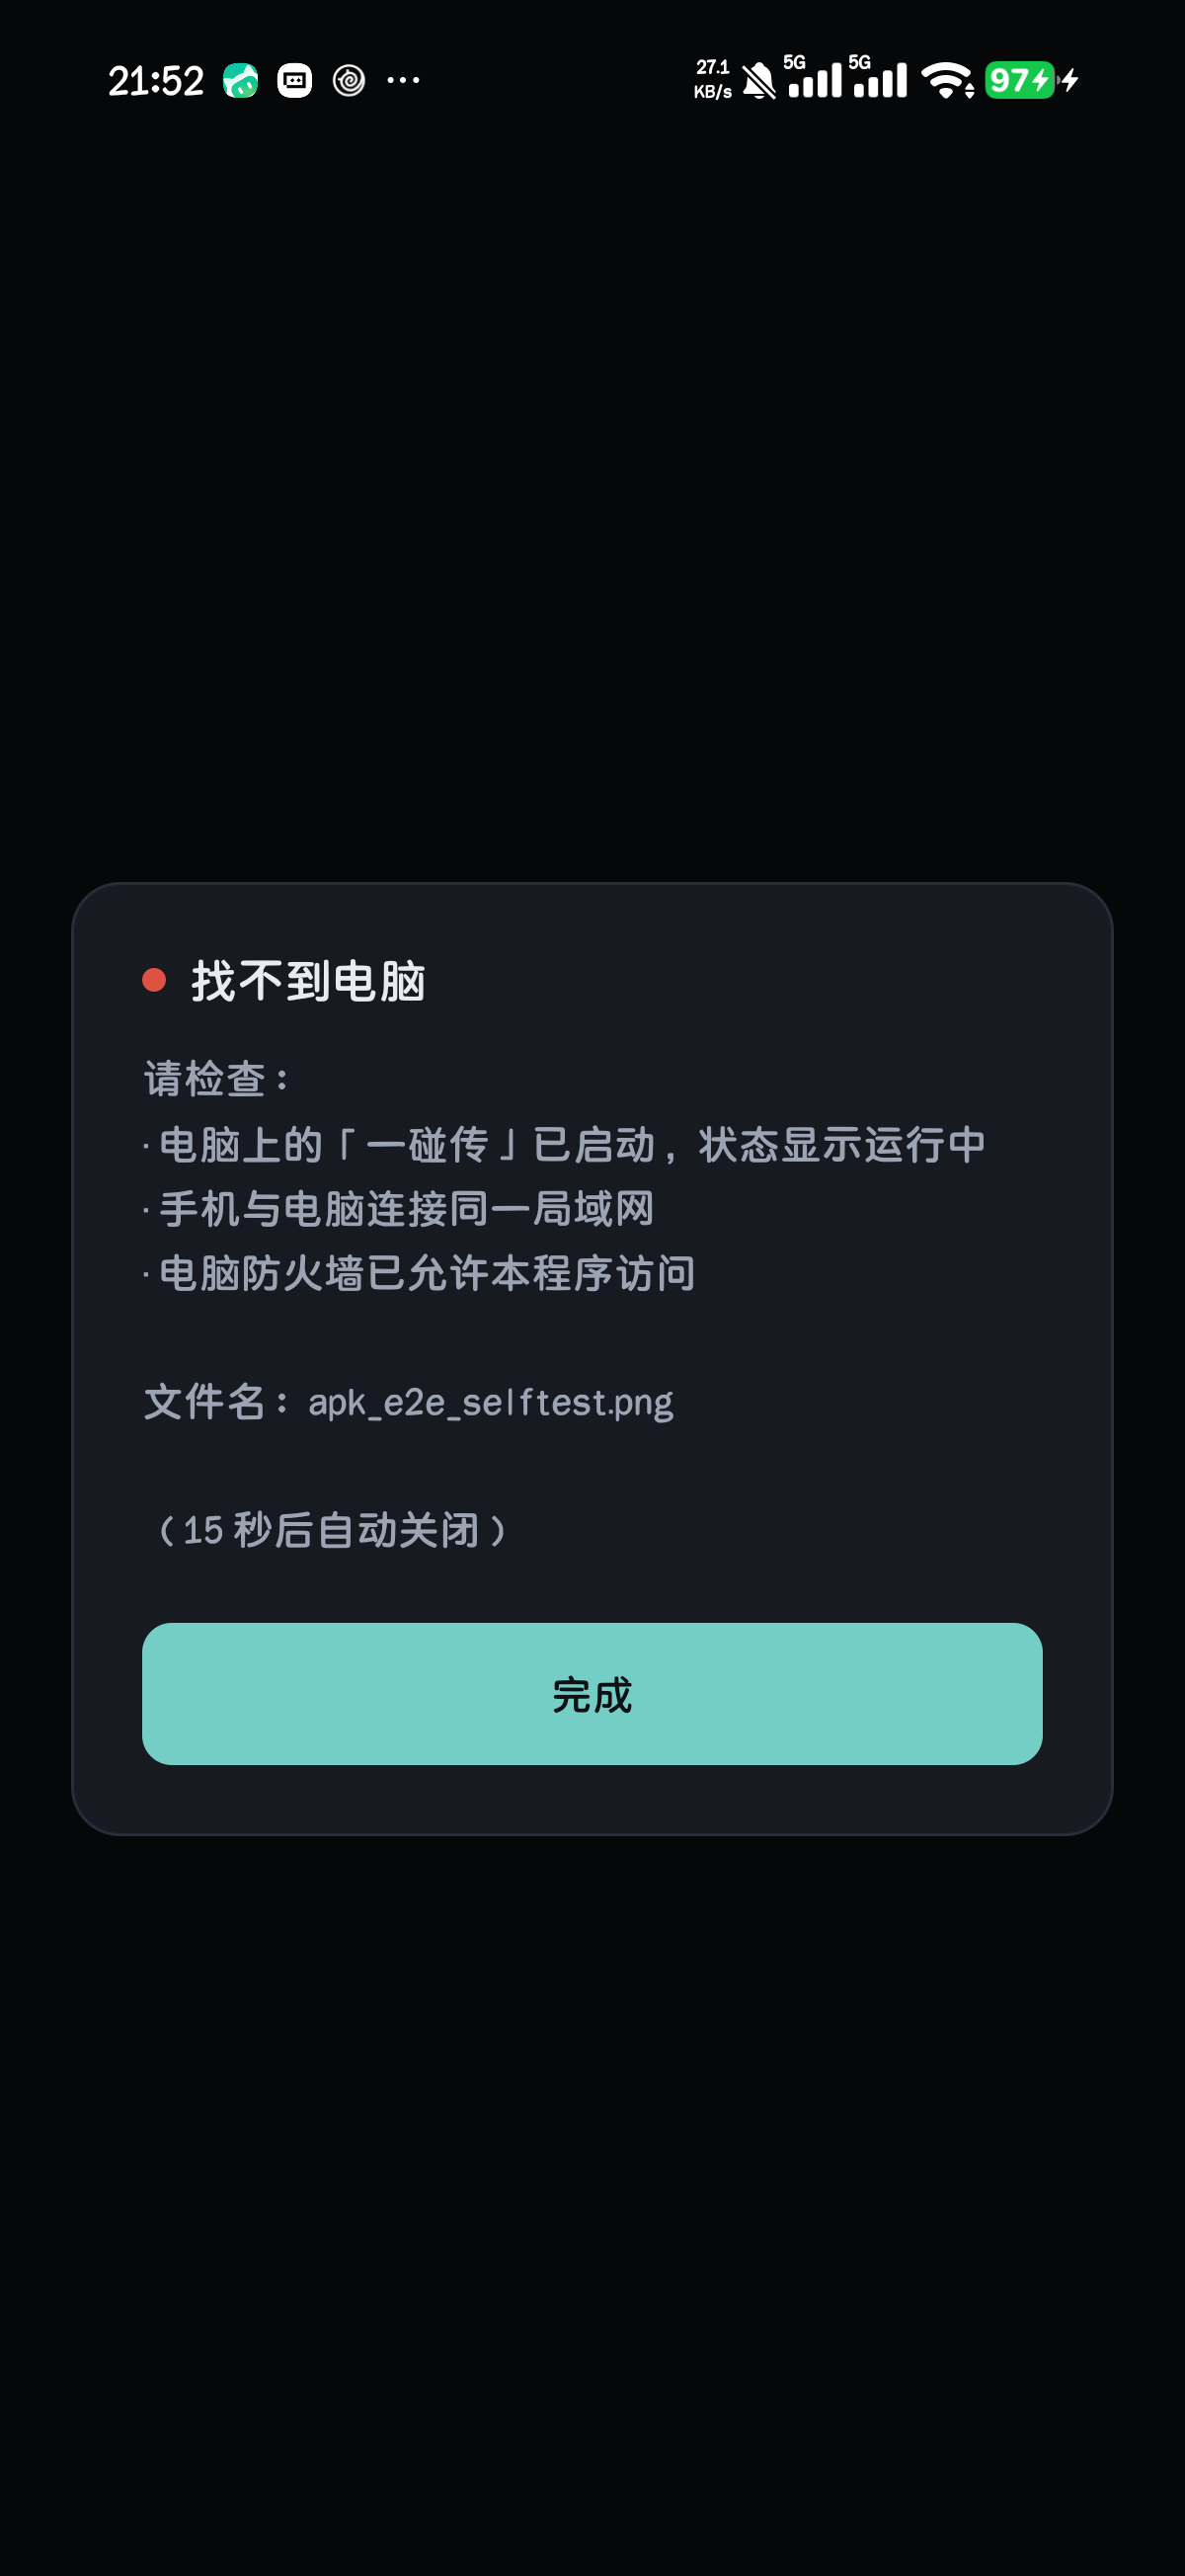 21:52
27.1 KB/s 5G 5G 97
找不到电脑
请检查：
· 电脑上的「一碰传」已启动，状态显示运行中
· 手机与电脑连接同一局域网
· 电脑防火墙已允许本程序访问
文件名：apk_e2e_selftest.png
（15 秒后自动关闭）
完成